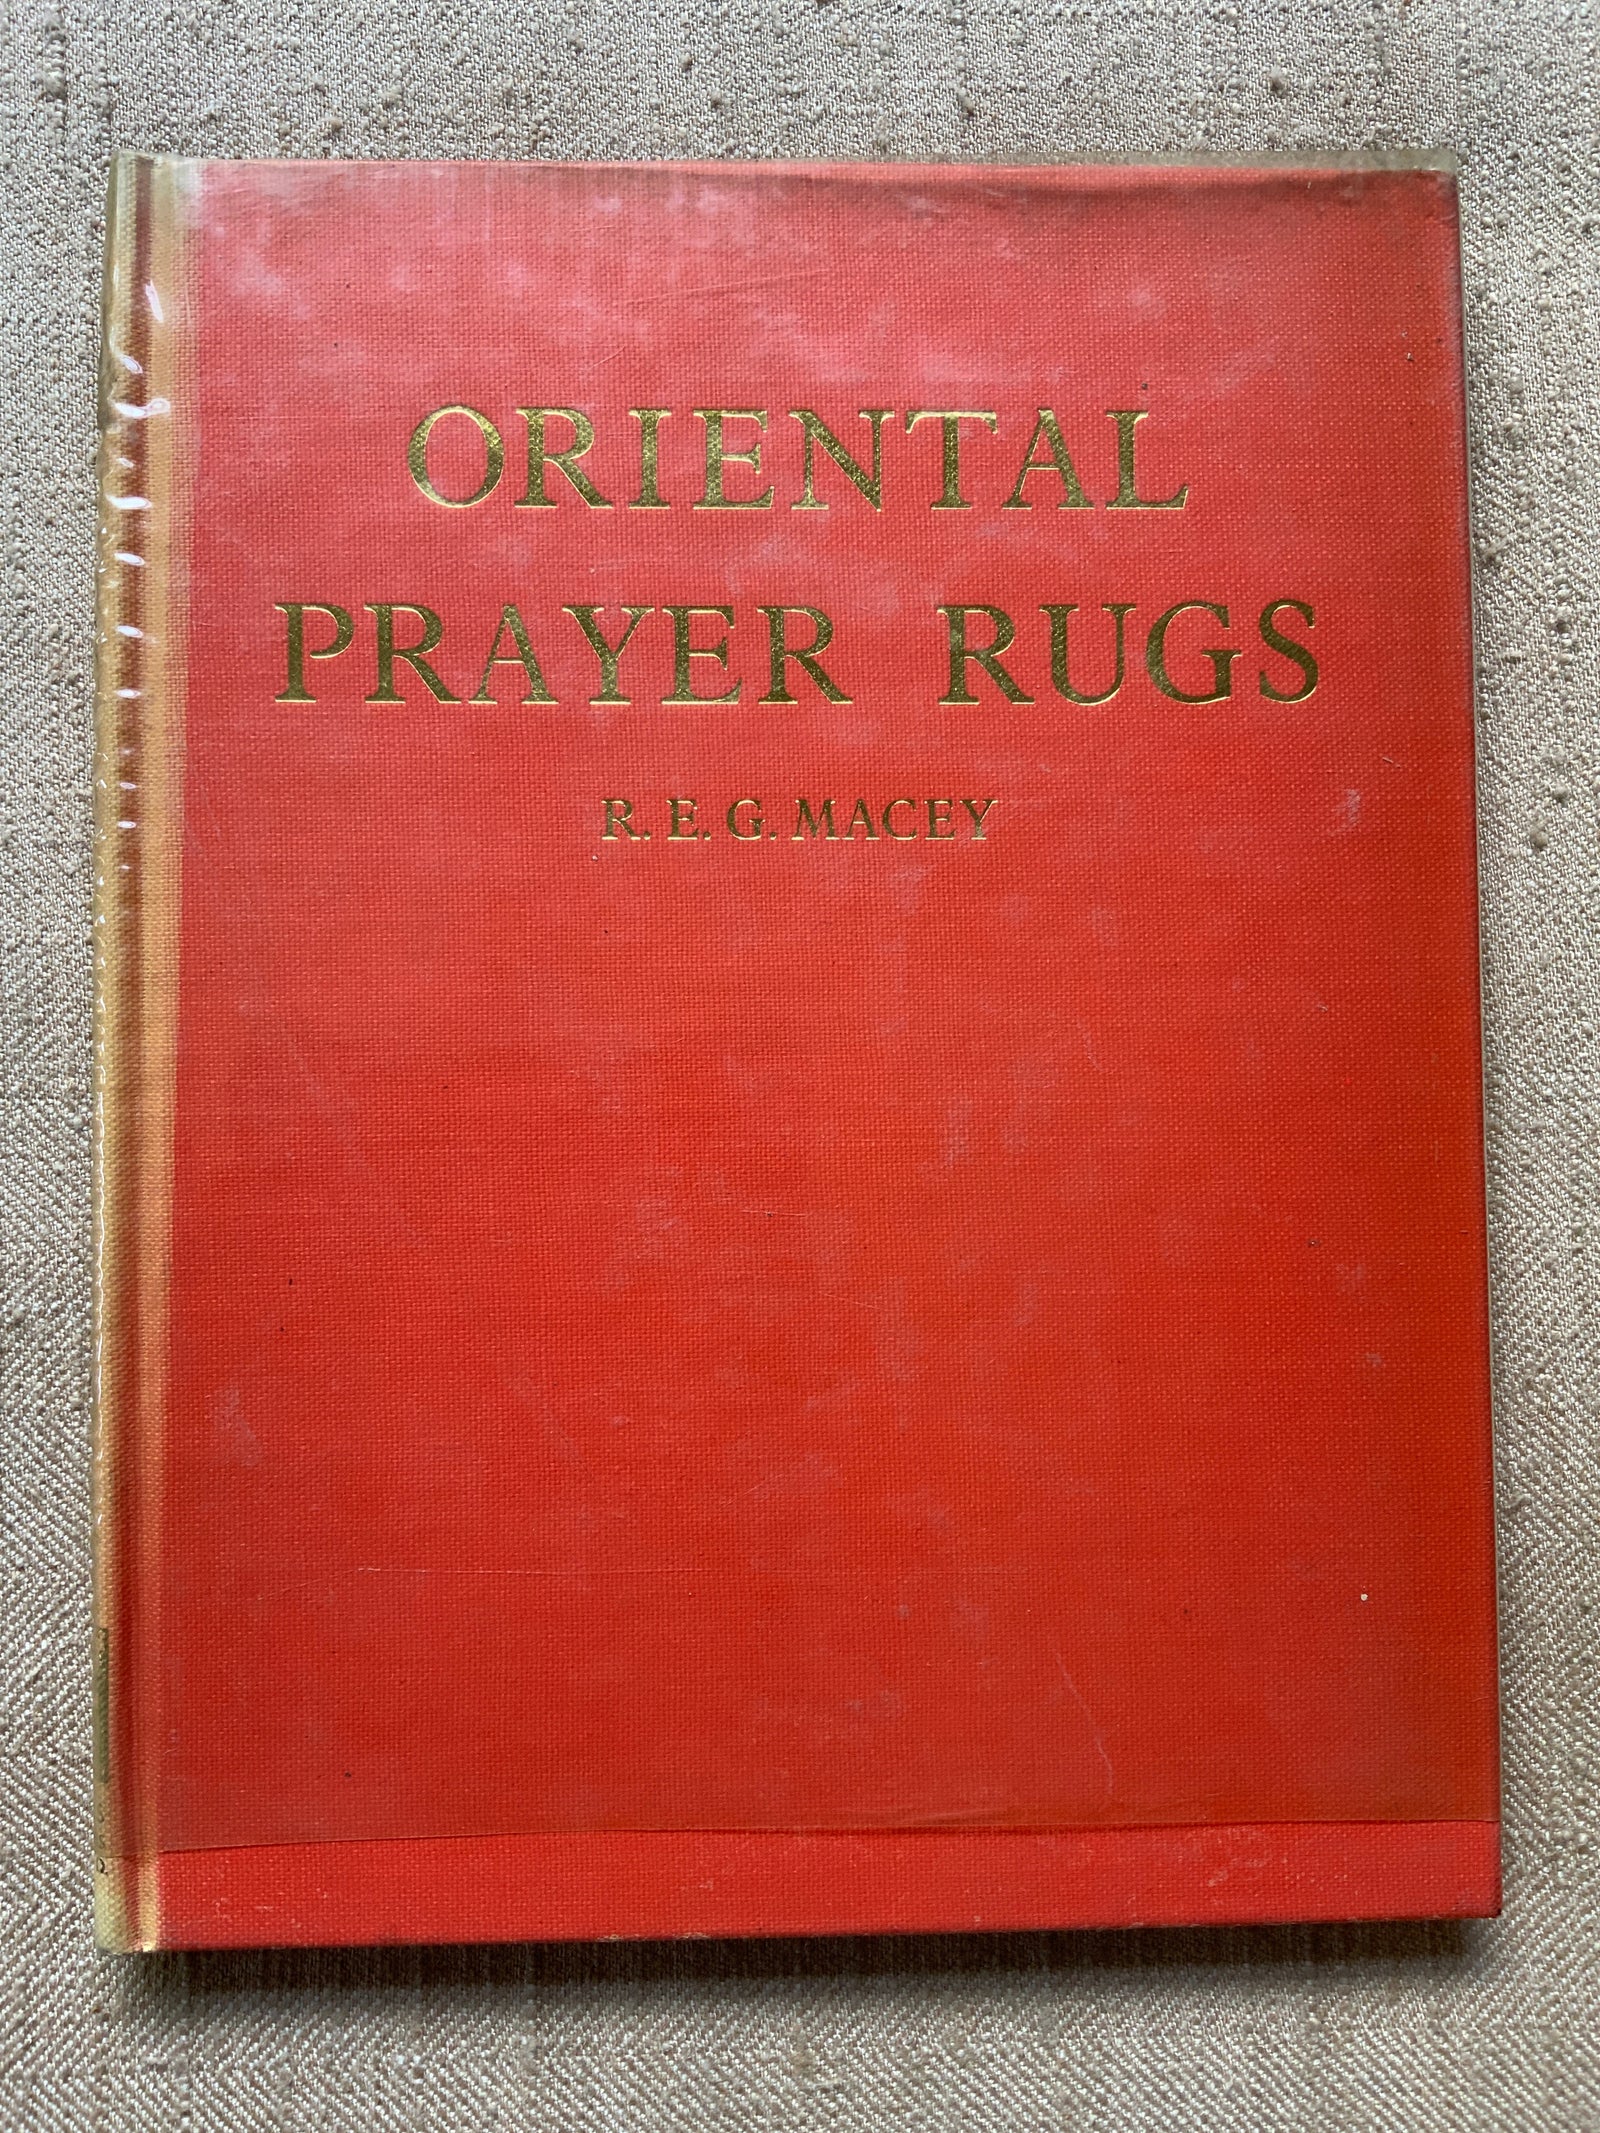 ORIENTAL
PRAYER RUGS
R. E. G. MACEY